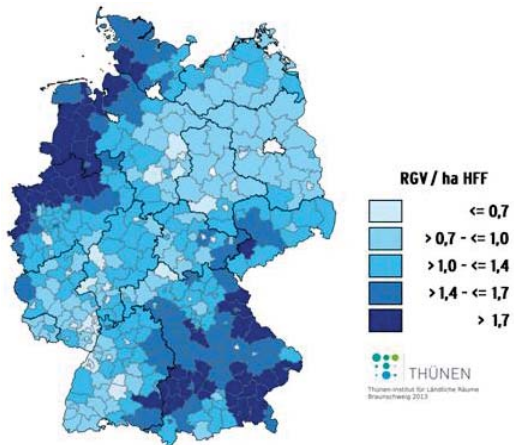 RGV / ha HFF
<= 0,7
> 0,7 - <= 1,0
> 1,0 - <= 1,4
> 1,4 - <= 1,7
> 1,7
THÜNEN
Thünen-Institut für Ländliche Räume
Braunschweig 2013